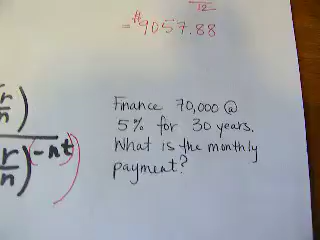 12
= $9057.88
r
n )
r
n ) -nt )
Finance 70,000 @
5% for 30 years.
What is the monthly
payment?